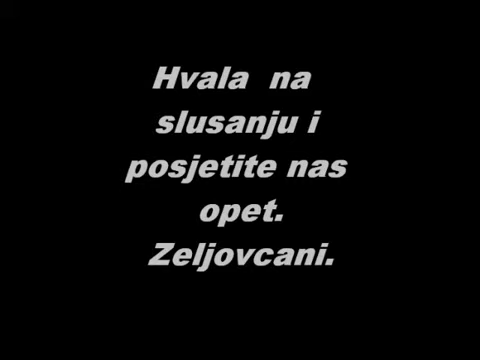 Hvala na
slusanju i
posjetite nas
opet.
Zeljovcani.